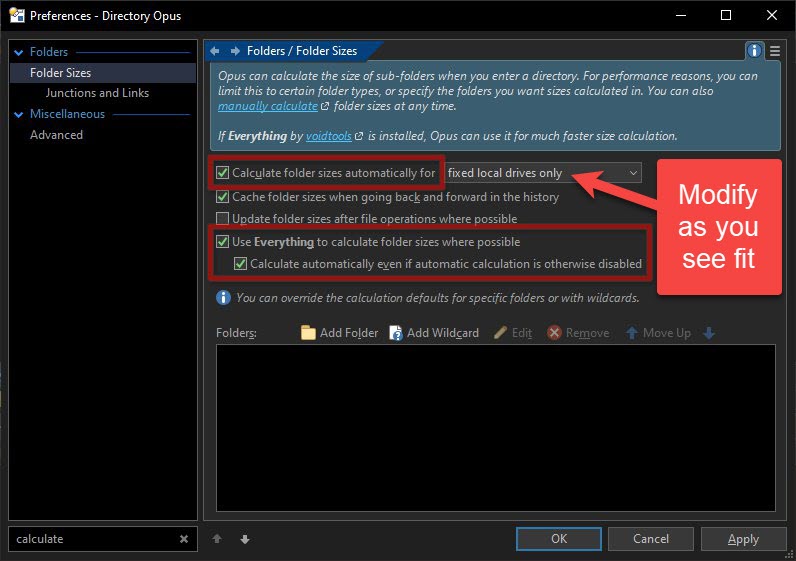 Preferences - Directory Opus
Folders
Folder Sizes
Junctions and Links
Miscellaneous
Advanced
Folders / Folder Sizes
Opus can calculate the size of sub-folders when you enter a directory. For performance reasons, you can
limit this to certain folder types, or specify the folders you want sizes calculated in. You can also
manually calculate folder sizes at any time.
If Everything by voidtools is installed, Opus can use it for much faster size calculation.
Calculate folder sizes automatically for fixed local drives only
Cache folder sizes when going back and forward in the history
Update folder sizes after file operations where possible
Use Everything to calculate folder sizes where possible
Calculate automatically even if automatic calculation is otherwise disabled
Modify
as you
see fit
You can override the calculation defaults for specific folders or with wildcards.
Folders: Add Folder Add Wildcard Edit Remove Move Up
calculate
OK Cancel Apply